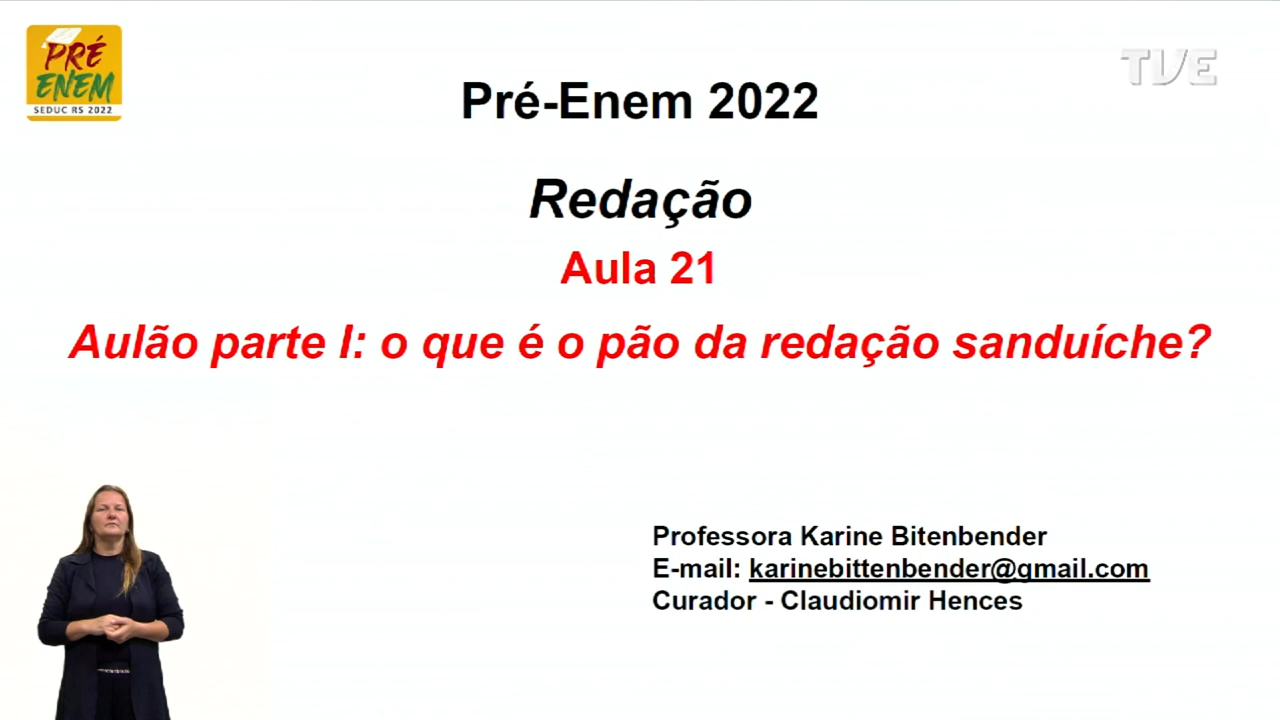 PRÉ
ENEM
SEDUC RS 2022
TVE
Pré-Enem 2022
Redação
Aula 21
Aulão parte I: o que é o pão da redação sanduíche?
Professora Karine Bitenbender
E-mail: karinebittenbender@gmail.com
Curador - Claudiomir Hences